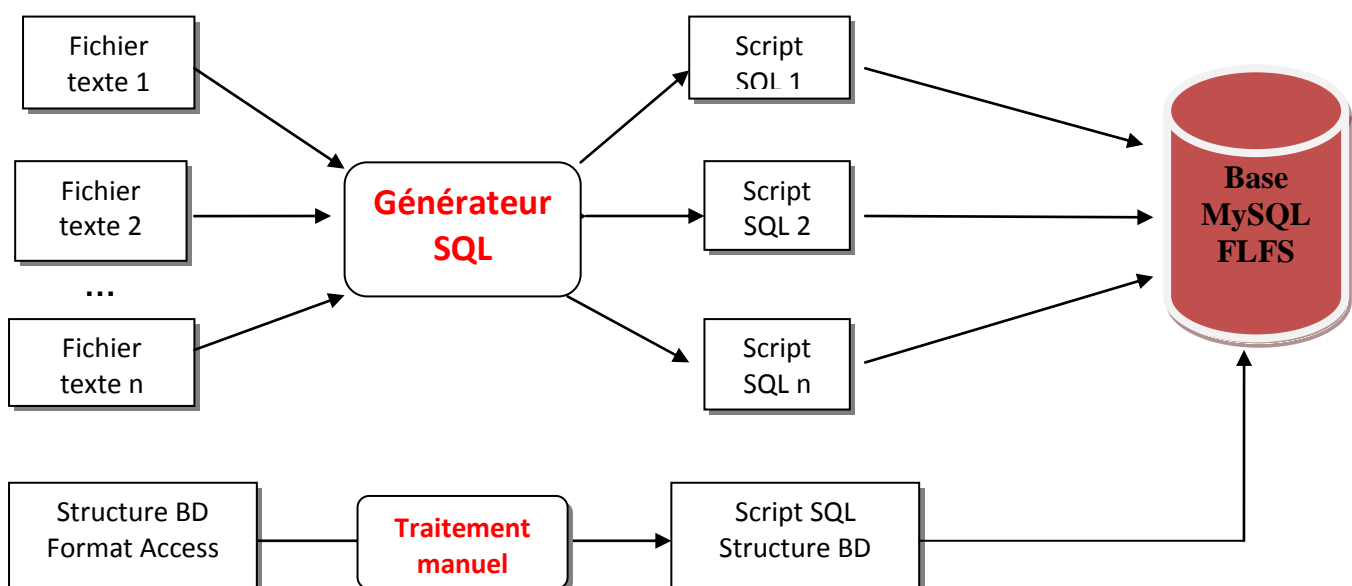 Fichier
texte 1
Script
SQL 1
Fichier
texte 2
Générateur
SQL
Script
SQL 2
Base
MySQL
FLFS
...
Fichier
texte n
Script
SQL n
Structure BD
Format Access
Traitement
manuel
Script SQL
Structure BD